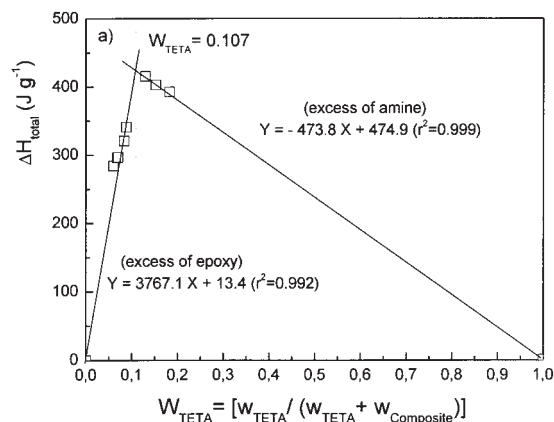 a)
W_TETA = 0.107
(excess of amine)
Y = - 473.8 X + 474.9 (r²=0.999)
(excess of epoxy)
Y = 3767.1 X + 13.4 (r²=0.992)
ΔH_total (J g⁻¹)
500
400
300
200
100
0
0,0 0,1 0,2 0,3 0,4 0,5 0,6 0,7 0,8 0,9 1,0
W_TETA = [w_TETA/ (w_TETA + w_Composite)]